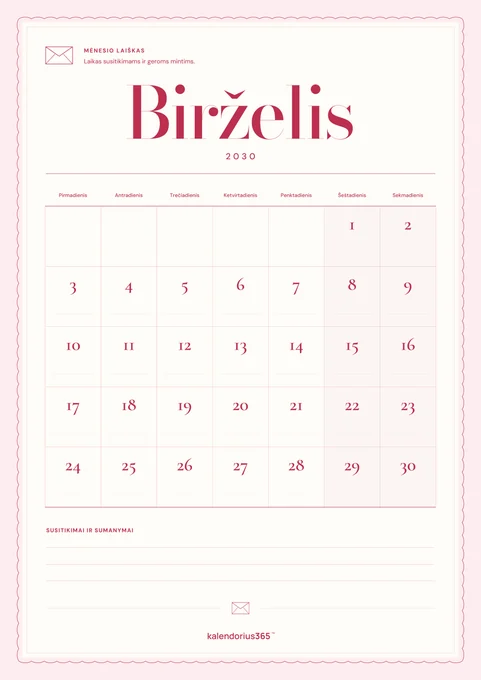 MĖNESIO LAIŠKAS
Laikas susitikimams ir geroms mintims.
Birželis
2030
Pirmadienis Antradienis Trečiadienis Ketvirtadienis Penktadienis Šeštadienis Sekmadienis
1 2
3 4 5 6 7 8 9
10 11 12 13 14 15 16
17 18 19 20 21 22 23
24 25 26 27 28 29 30
SUSITIKIMAI IR SUMANYMAI
kalendorius365™